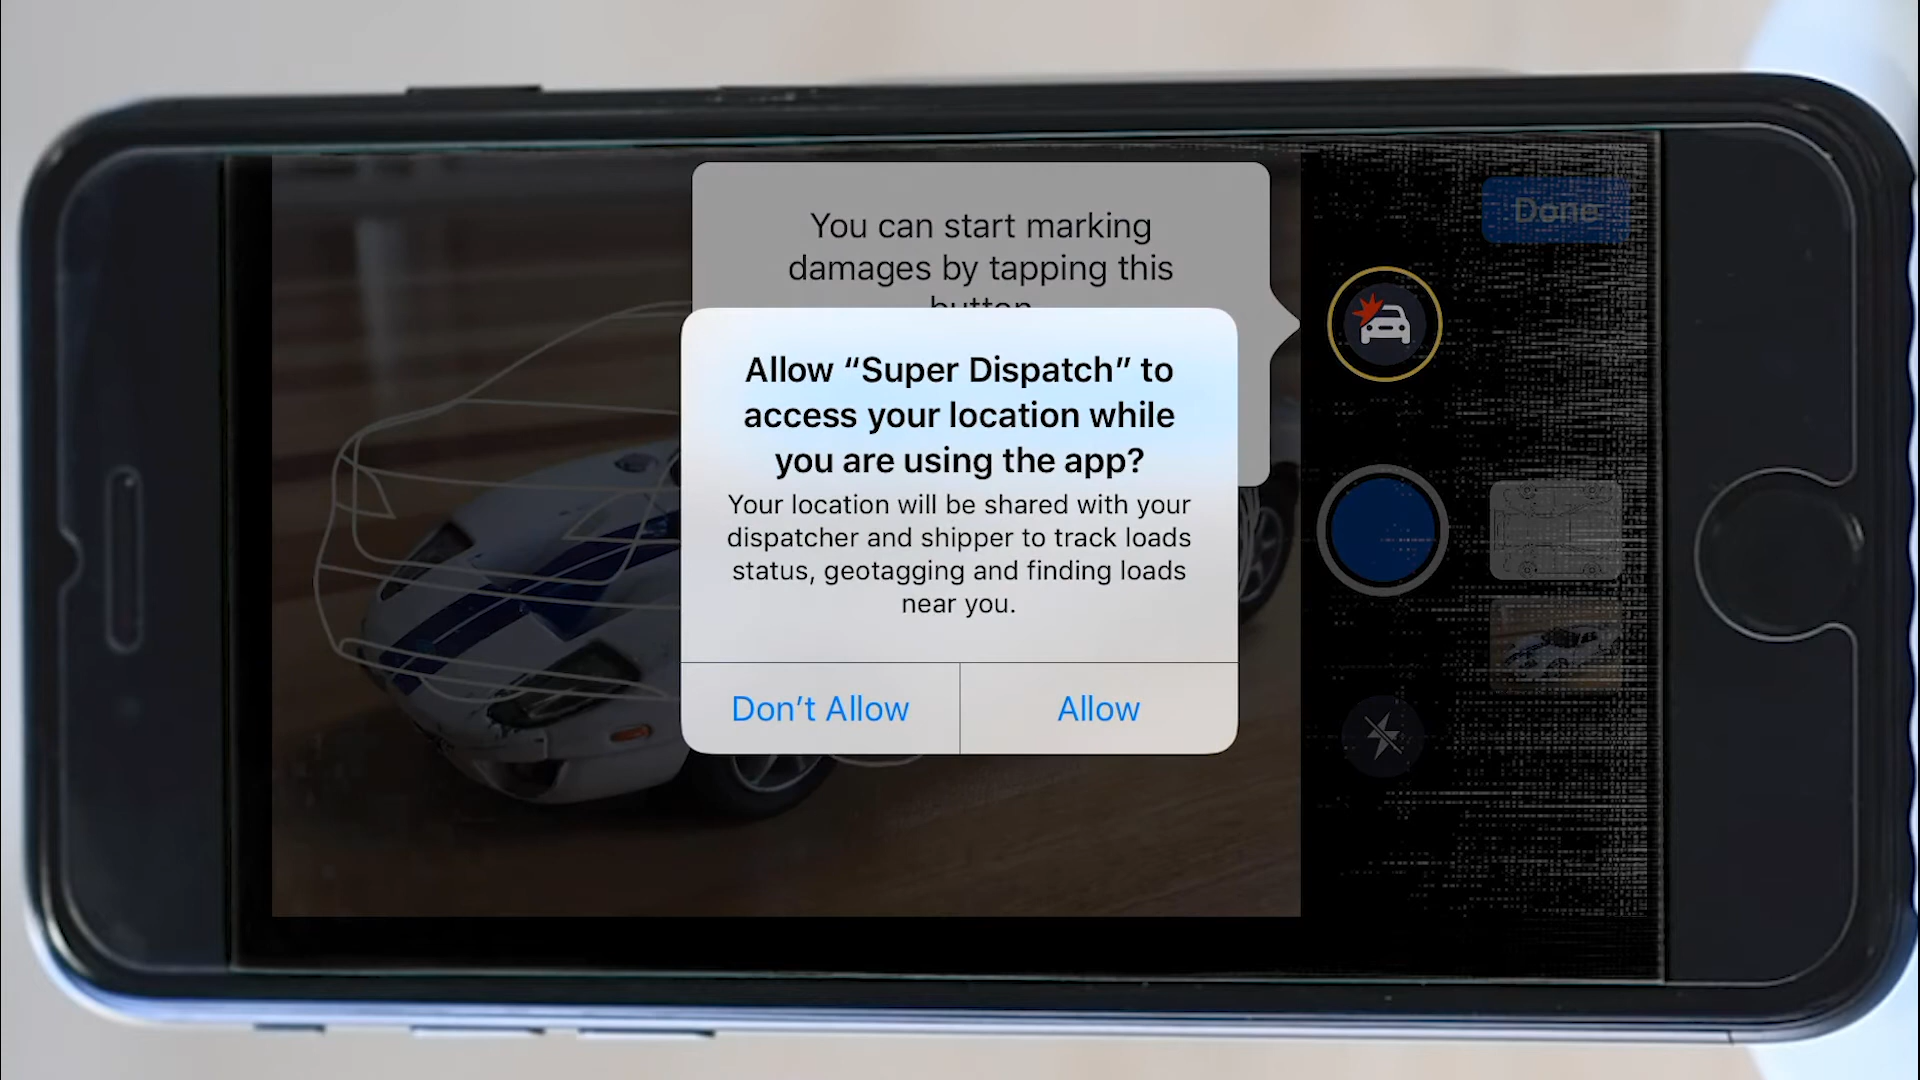 You can start marking
damages by tapping this
button.
Done
Allow “Super Dispatch” to
access your location while
you are using the app?
Your location will be shared with your
dispatcher and shipper to track loads
status, geotagging and finding loads
near you.
Don’t Allow
Allow